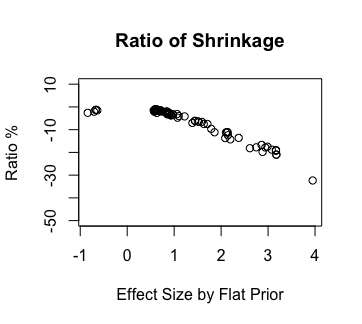 Ratio of Shrinkage
10
-10
-30
-50
Ratio %
-1 0 1 2 3 4
Effect Size by Flat Prior